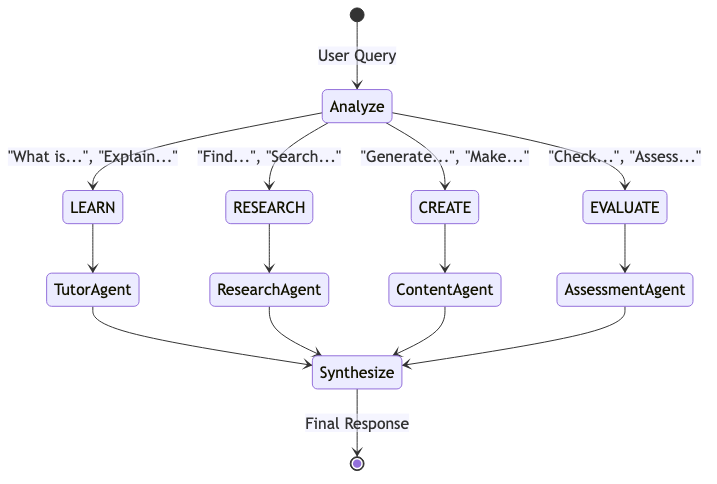 User Query
Analyze
"What is...", "Explain..."
"Find...", "Search..."
"Generate...", "Make..."
"Check...", "Assess..."
LEARN
RESEARCH
CREATE
EVALUATE
TutorAgent
ResearchAgent
ContentAgent
AssessmentAgent
Synthesize
Final Response